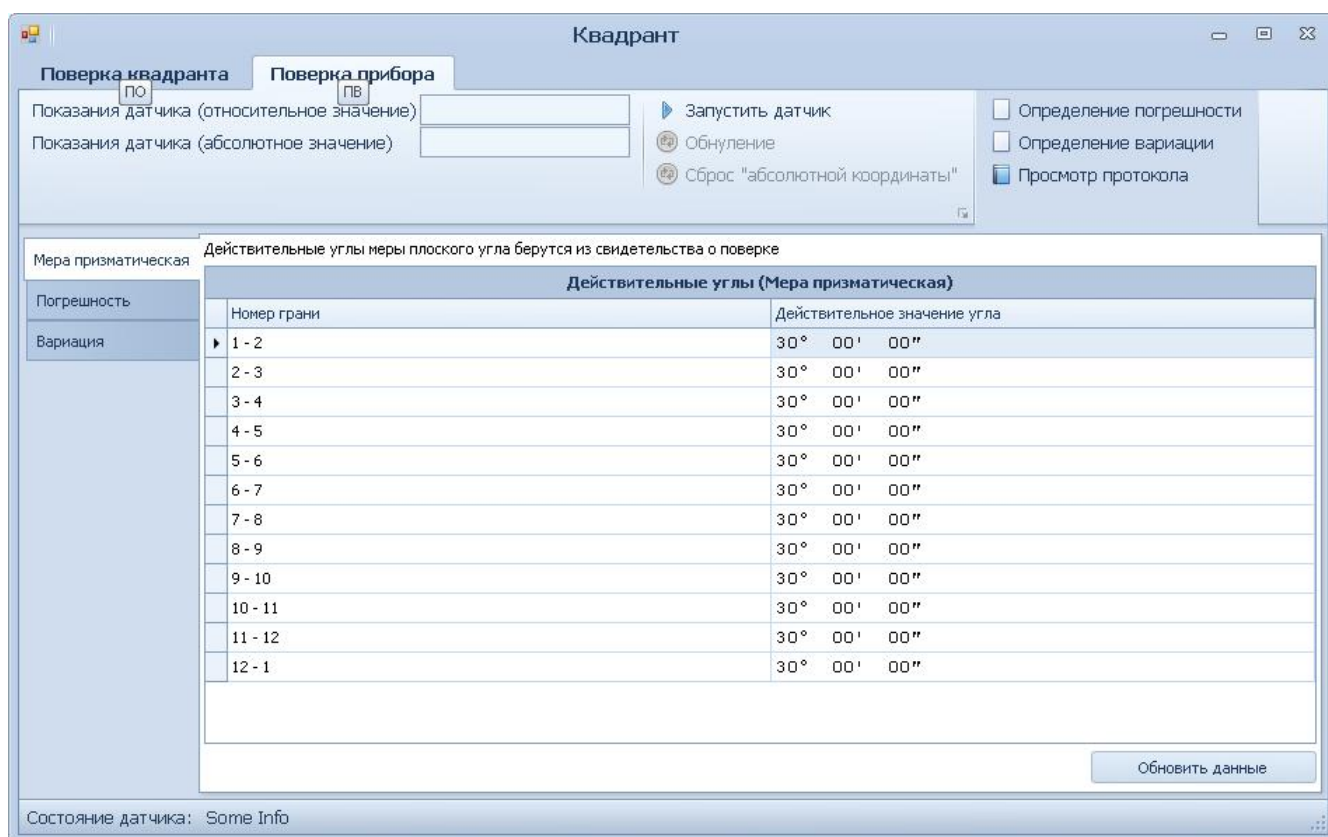 Квадрант
Поверка квадранта Поверка прибора
ПО ПВ
Показания датчика (относительное значение) Запустить датчик Определение погрешности
Показания датчика (абсолютное значение) Обнуление Определение вариации
Сброс "абсолютной координаты" Просмотр протокола
Мера призматическая
Погрешность
Вариация
Действительные углы меры плоского угла берутся из свидетельства о поверке
Действительные углы (Мера призматическая)
Номер грани Действительное значение угла
1 - 2 30° 00' 00"
2 - 3 30° 00' 00"
3 - 4 30° 00' 00"
4 - 5 30° 00' 00"
5 - 6 30° 00' 00"
6 - 7 30° 00' 00"
7 - 8 30° 00' 00"
8 - 9 30° 00' 00"
9 - 10 30° 00' 00"
10 - 11 30° 00' 00"
11 - 12 30° 00' 00"
12 - 1 30° 00' 00"
Обновить данные
Состояние датчика: Some Info